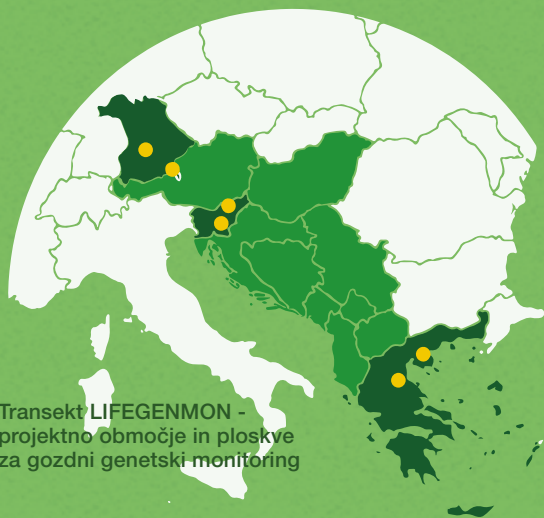 Transekt LIFEGENMON -
projektno območje in ploskve
za gozdni genetski monitoring